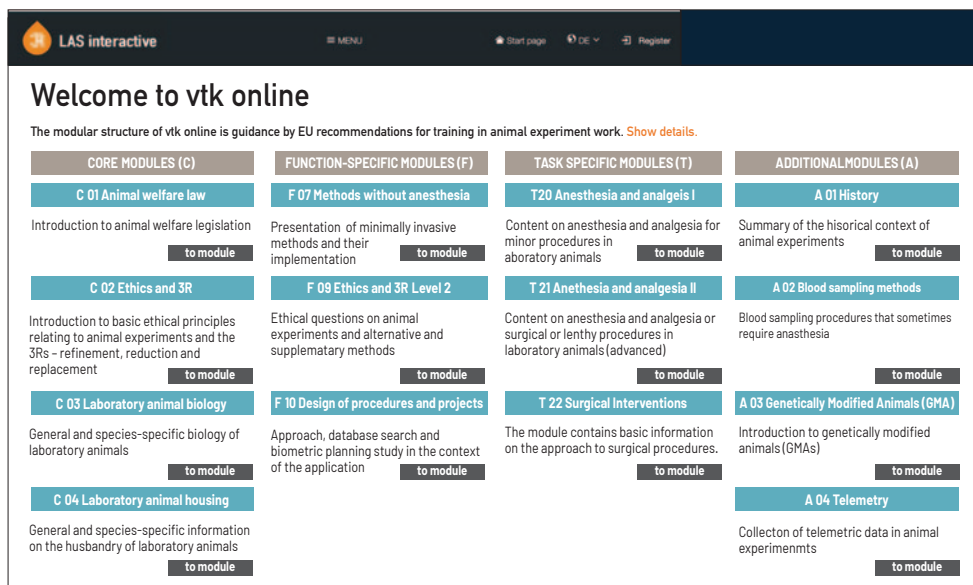 3R LAS interactive
MENU
Start page
DE
Register
Welcome to vtk online
The modular structure of vtk online is guidance by EU recommendations for training in animal experiment work. Show details.
CORE MODULES (C)
C 01 Animal welfare law
Introduction to animal welfare legislation
to module
C 02 Ethics and 3R
Introduction to basic ethical principles
relating to animal experiments and the
3Rs – refinement, reduction and
replacement
to module
C 03 Laboratory animal biology
General and species-specific biology of
laboratory animals
to module
C 04 Laboratory animal housing
General and species-specific information
on the husbandry of laboratory animals
to module
FUNCTION-SPECIFIC MODULES (F)
F 07 Methods without anesthesia
Presentation of minimally invasive
methods and their
implementation
to module
F 09 Ethics and 3R Level 2
Ethical questions on animal
experiments and alternative and
supplematary methods
to module
F 10 Design of procedures and projects
Approach, database search and
biometric planning study in the context
of the application
to module
TASK SPECIFIC MODULES (T)
T20 Anesthesia and analgeis I
Content on anesthesia and analgesia for
minor procedures in
aboratory animals
to module
T 21 Anethesia and analgesia II
Content on anesthesia and analgesia or
surgical or lenthy procedures in
laboratory animals (advanced)
to module
T 22 Surgical Interventions
The module contains basic information
on the approach to surgical procedures.
to module
ADDITIONALMODULES (A)
A 01 History
Summary of the hisorical context of
animal experiments
to module
A 02 Blood sampling methods
Blood sampling procedures that sometimes
require anasthesia
to module
A 03 Genetically Modified Animals (GMA)
Introduction to genetically modified
animals (GMAs)
to module
A 04 Telemetry
Collecton of telemetric data in animal
experimenmts
to module